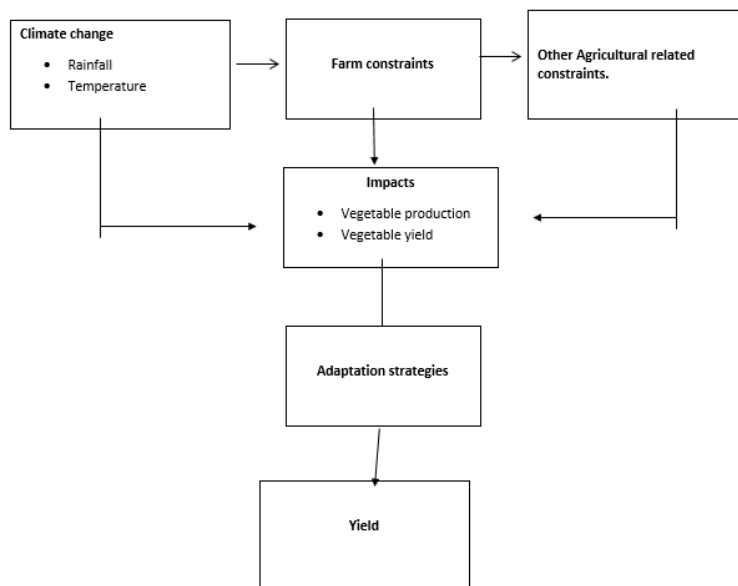 Climate change
• Rainfall
• Temperature
Farm constraints
Other Agricultural related
constraints.
Impacts
• Vegetable production
• Vegetable yield
Adaptation strategies
Yield